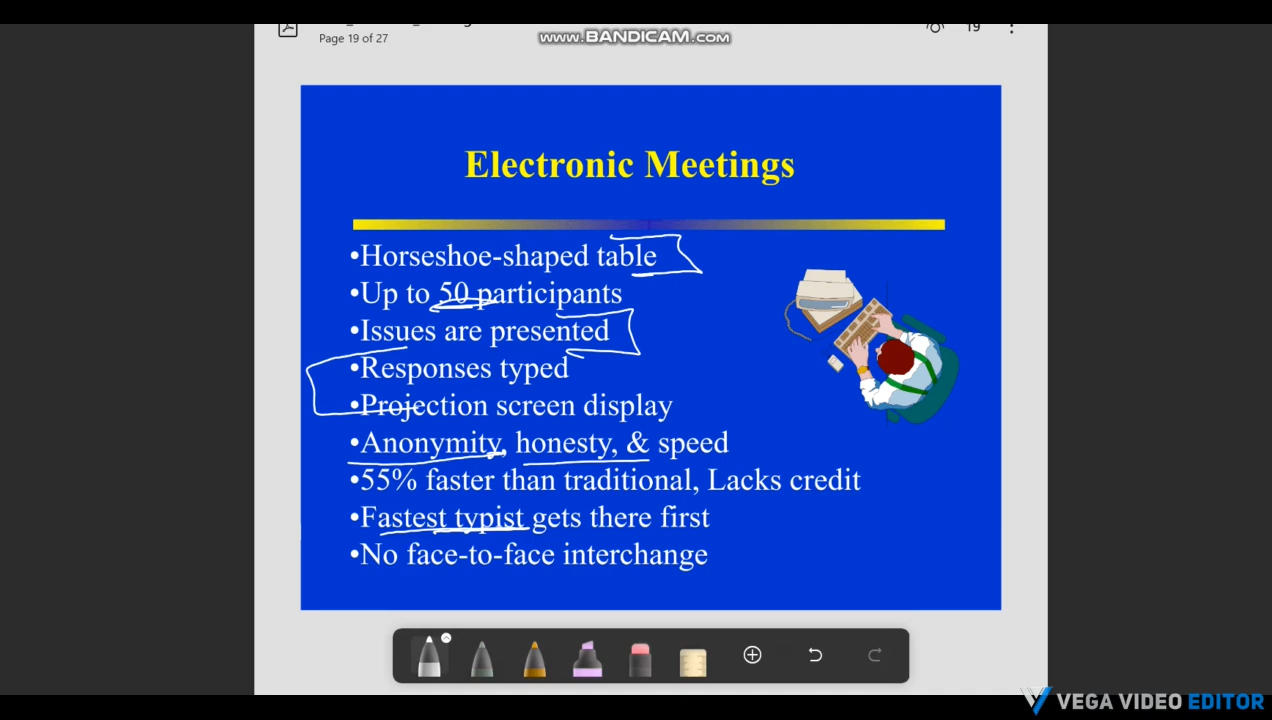 Page 19 of 27
www.BANDICAM.com
19
Electronic Meetings
•Horseshoe-shaped table
•Up to 50 participants
•Issues are presented
•Responses typed
•Projection screen display
•Anonymity, honesty, & speed
•55% faster than traditional, Lacks credit
•Fastest typist gets there first
•No face-to-face interchange
VEGA VIDEO EDITOR